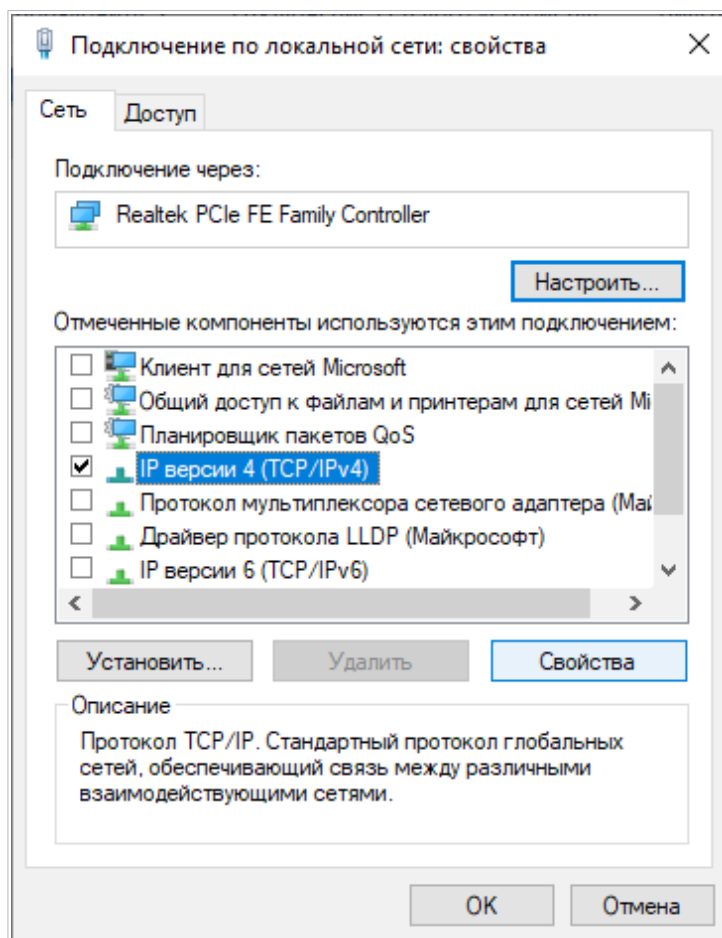 Подключение по локальной сети: свойства
Сеть
Доступ
Подключение через:
Realtek PCIe FE Family Controller
Настроить...
Отмеченные компоненты используются этим подключением:
Клиент для сетей Microsoft
Общий доступ к файлам и принтерам для сетей Mi
Планировщик пакетов QoS
IP версии 4 (TCP/IPv4)
Протокол мультиплексора сетевого адаптера (Май
Драйвер протокола LLDP (Майкрософт)
IP версии 6 (TCP/IPv6)
Установить...
Удалить
Свойства
Описание
Протокол TCP/IP. Стандартный протокол глобальных
сетей, обеспечивающий связь между различными
взаимодействующими сетями.
OK
Отмена